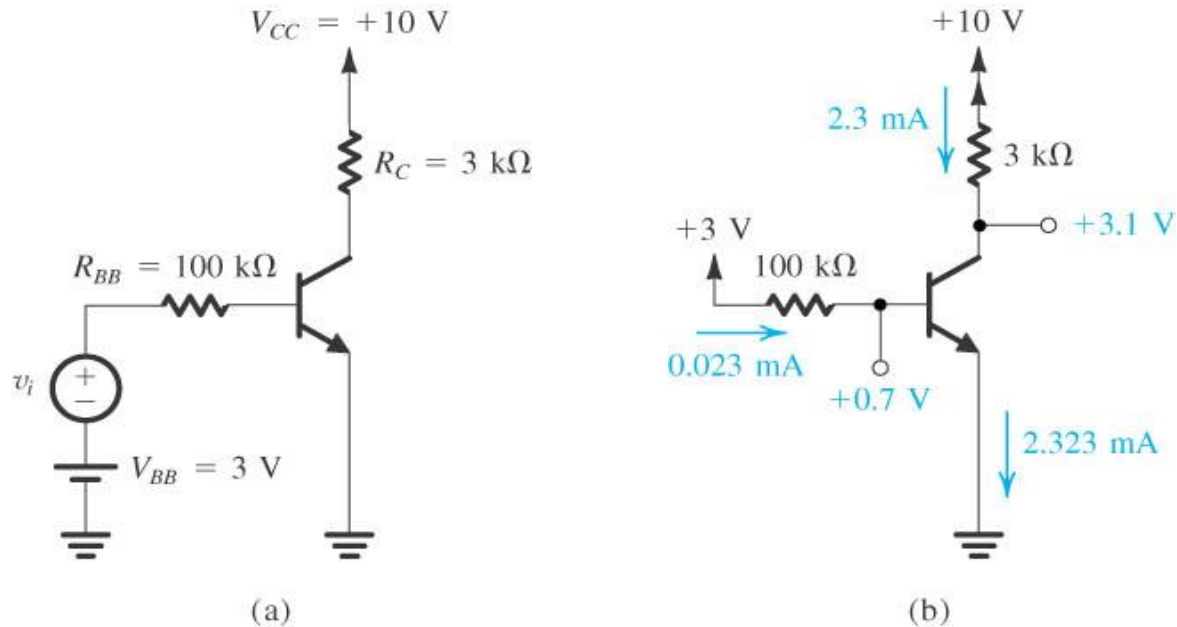 V_CC = +10 V
R_C = 3 kΩ
R_BB = 100 kΩ
v_i
+
−
V_BB = 3 V
(a)
+10 V
2.3 mA
3 kΩ
+3.1 V
+3 V
100 kΩ
0.023 mA
+0.7 V
2.323 mA
(b)